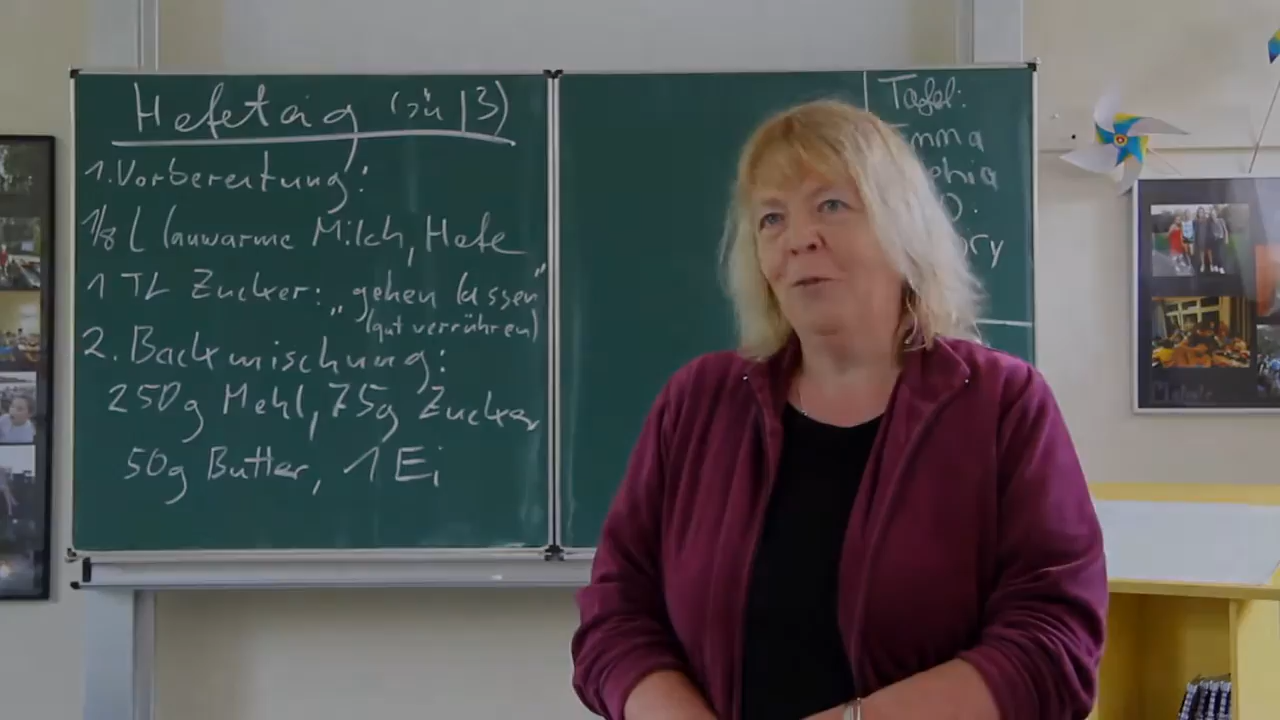 Hefeteig (zu 13)
1. Vorbereitung:
1/8 L lauwarme Milch, Hefe
1 TL Zucker: „gehen lassen"
(gut verrühren)
2. Backmischung:
250g Mehl, 75g Zucker
50g Butter, 1 Ei
Tafel: